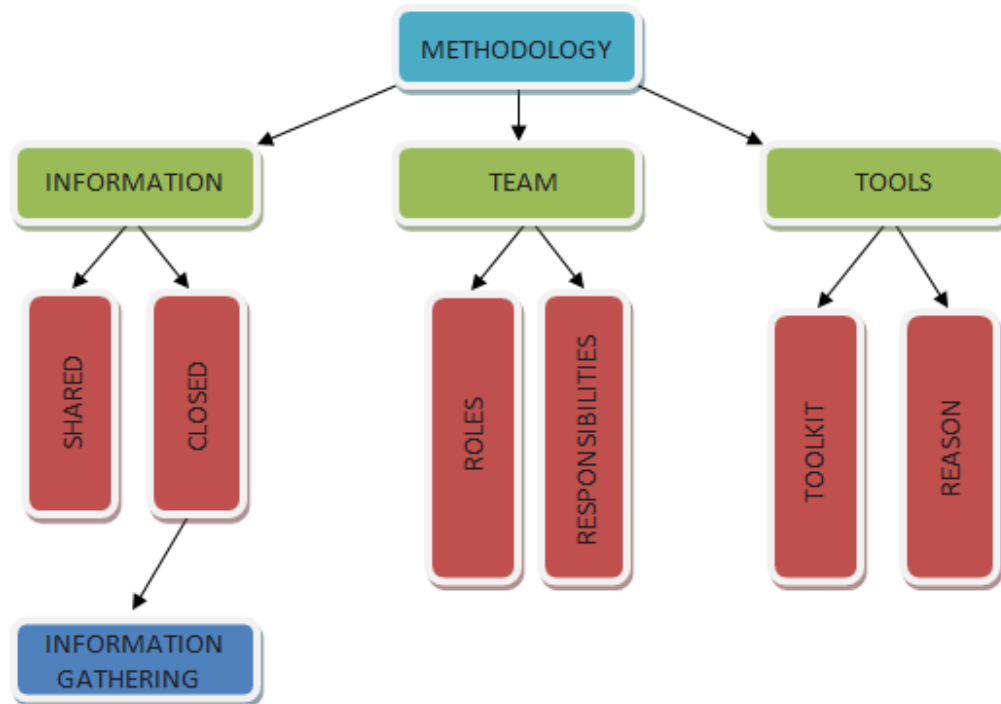 METHODOLOGY
INFORMATION
TEAM
TOOLS
SHARED
CLOSED
ROLES
RESPONSIBILITIES
TOOLKIT
REASON
INFORMATION
GATHERING